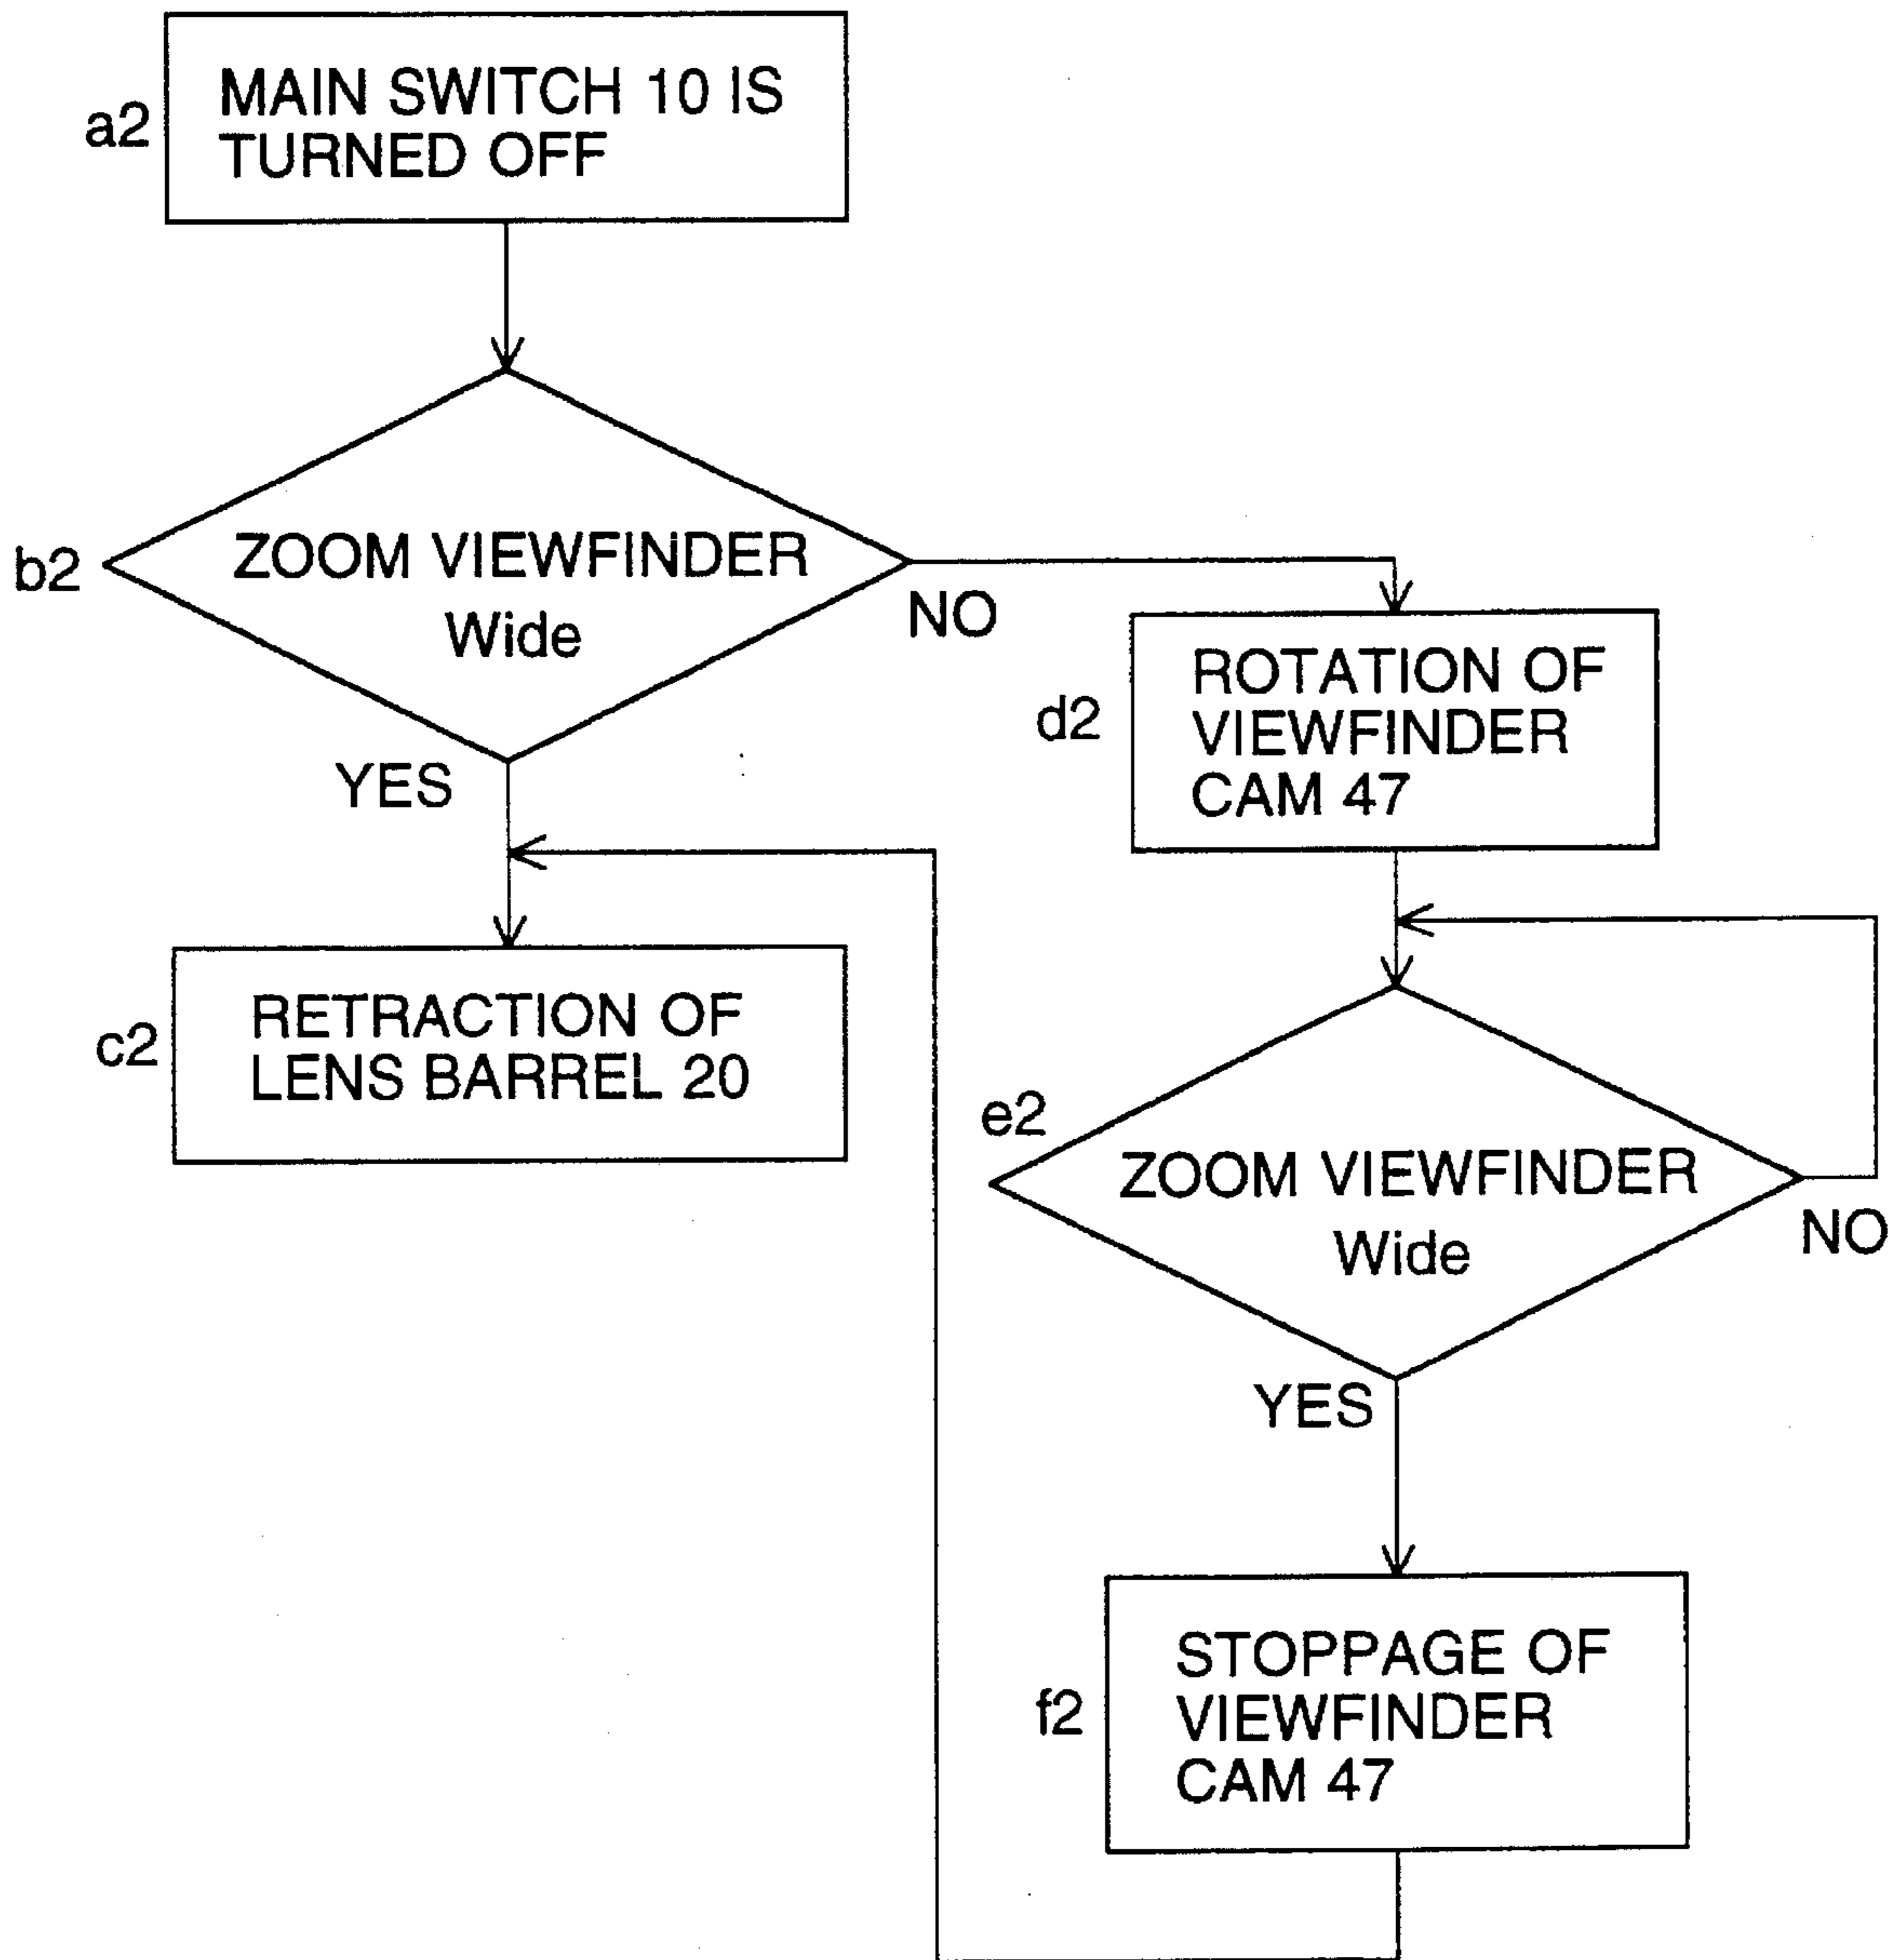 a2
MAIN SWITCH 10 IS
TURNED OFF
b2
ZOOM VIEWFINDER
Wide
NO
YES
c2
RETRACTION OF
LENS BARREL 20
d2
ROTATION OF
VIEWFINDER
CAM 47
e2
ZOOM VIEWFINDER
Wide
NO
YES
f2
STOPPAGE OF
VIEWFINDER
CAM 47